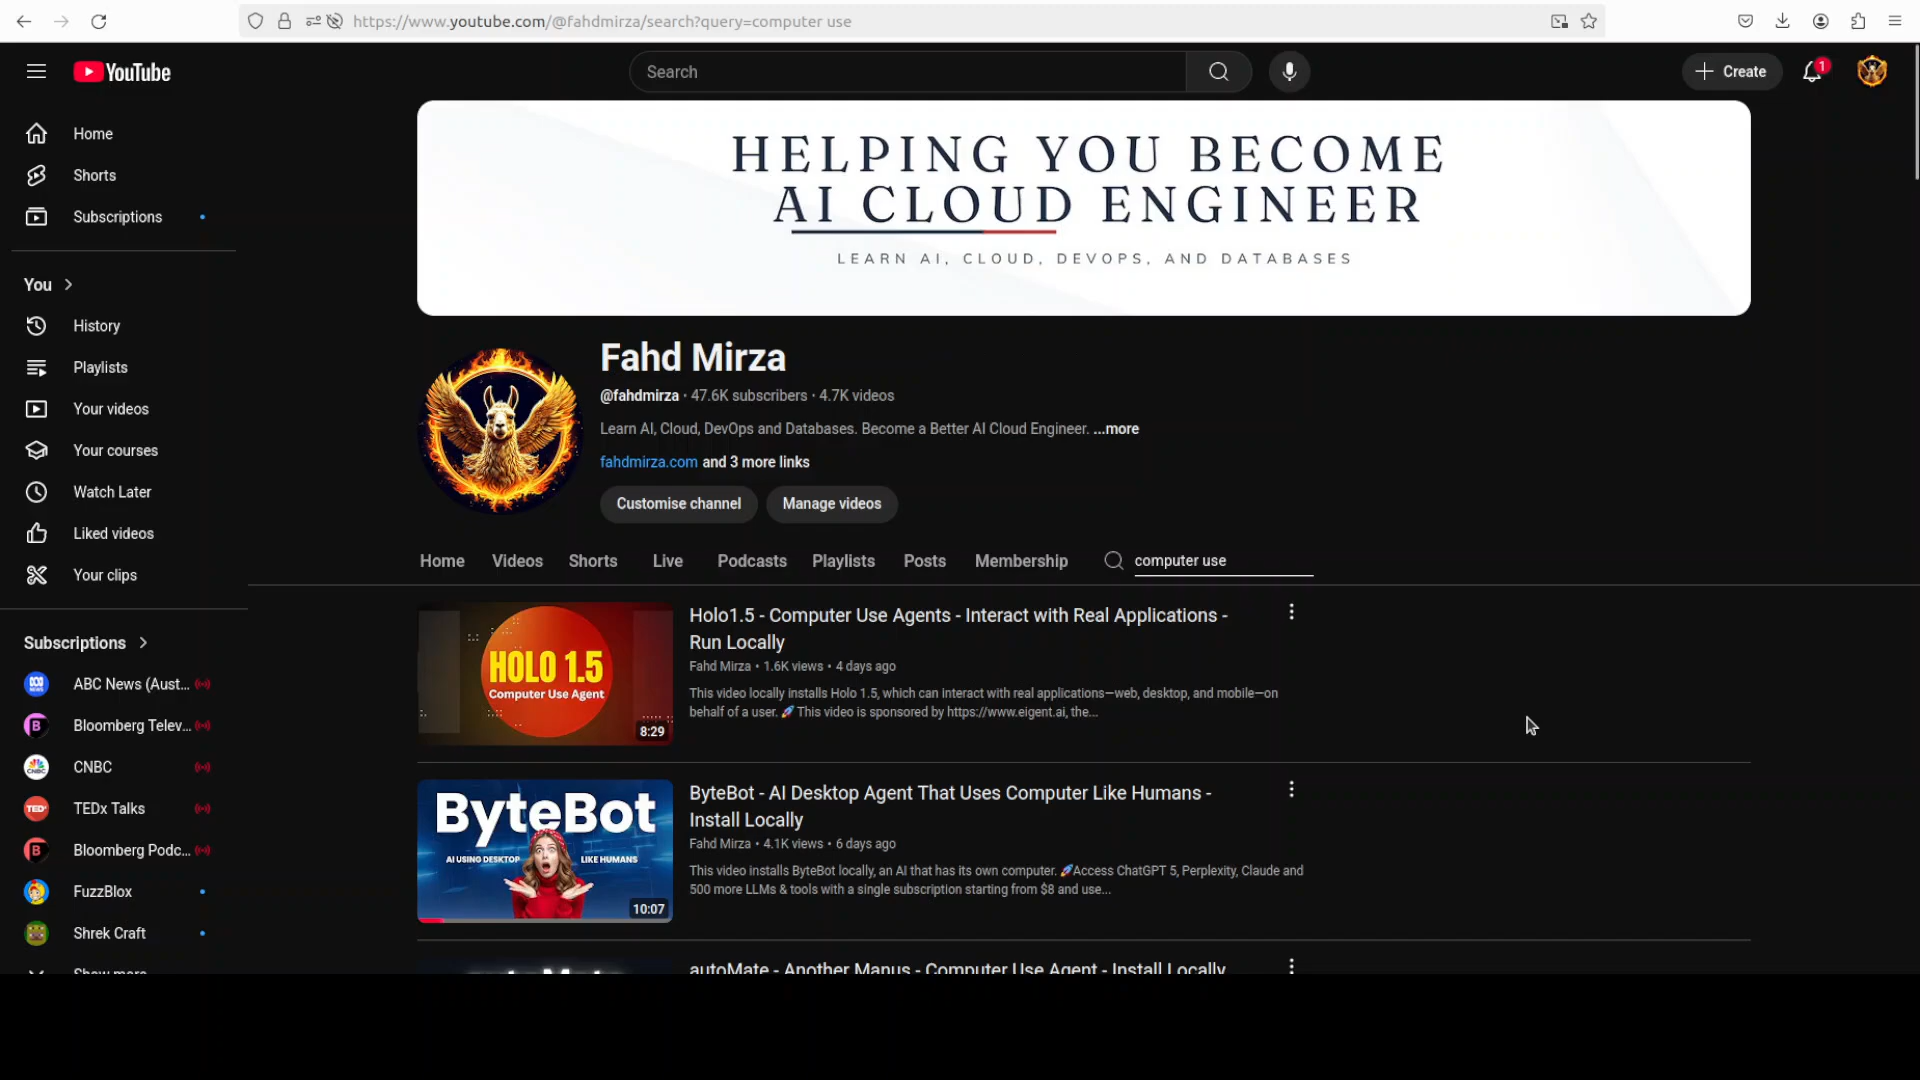 https://www.youtube.com/@fahdmirza/search?query=computer use
YouTube
Search
Create
1
Home
Shorts
Subscriptions
You
History
Playlists
Your videos
Your courses
Watch Later
Liked videos
Your clips
Subscriptions
ABC News (Aust...
Bloomberg Telev...
CNBC
TEDx Talks
Bloomberg Podc...
FuzzBlox
Shrek Craft
Show more
HELPING YOU BECOME
AI CLOUD ENGINEER
LEARN AI, CLOUD, DEVOPS, AND DATABASES
Fahd Mirza
@fahdmirza • 47.6K subscribers • 4.7K videos
Learn AI, Cloud, DevOps and Databases. Become a Better AI Cloud Engineer. ...more
fahdmirza.com and 3 more links
Customise channel Manage videos
Home Videos Shorts Live Podcasts Playlists Posts Membership computer use
HOLO 1.5
Computer Use Agent
8:29
Holo1.5 - Computer Use Agents - Interact with Real Applications -
Run Locally
Fahd Mirza • 1.6K views • 4 days ago
This video locally installs Holo 1.5, which can interact with real applications—web, desktop, and mobile—on
behalf of a user. 🚀 This video is sponsored by https://www.eigent.ai, the...
ByteBot
AI USING DESKTOP LIKE HUMANS
10:07
ByteBot - AI Desktop Agent That Uses Computer Like Humans -
Install Locally
Fahd Mirza • 4.1K views • 6 days ago
This video installs ByteBot locally, an AI that has its own computer. 🚀Access ChatGPT 5, Perplexity, Claude and
500 more LLMs & tools with a single subscription starting from $8 and use...
autoMate - Another Manus - Computer Use Agent - Install Locally